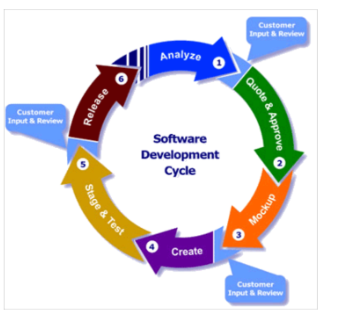 Analyze
1
Customer
Input & Review
Quote & Approve
2
Mockup
3
Customer
Input & Review
Create
4
Stage & Test
5
Customer
Input & Review
Release
6
Software
Development
Cycle